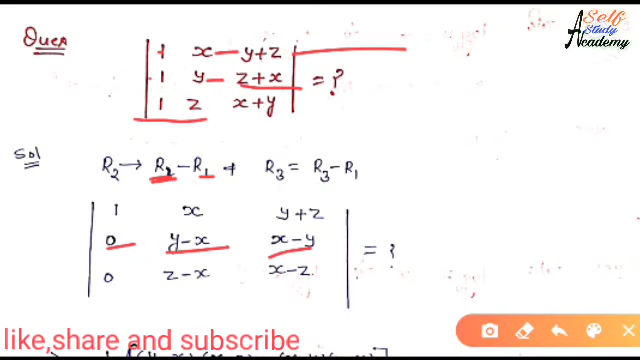 Self
Study
Academy
Ques
1 x y+z
1 y z+x = ?
1 z x+y
Sol
R2 → R2 - R1 & R3 = R3 - R1
1 x y+z
0 y-x x-y = ?
0 z-x x-z
like,share and subscribe